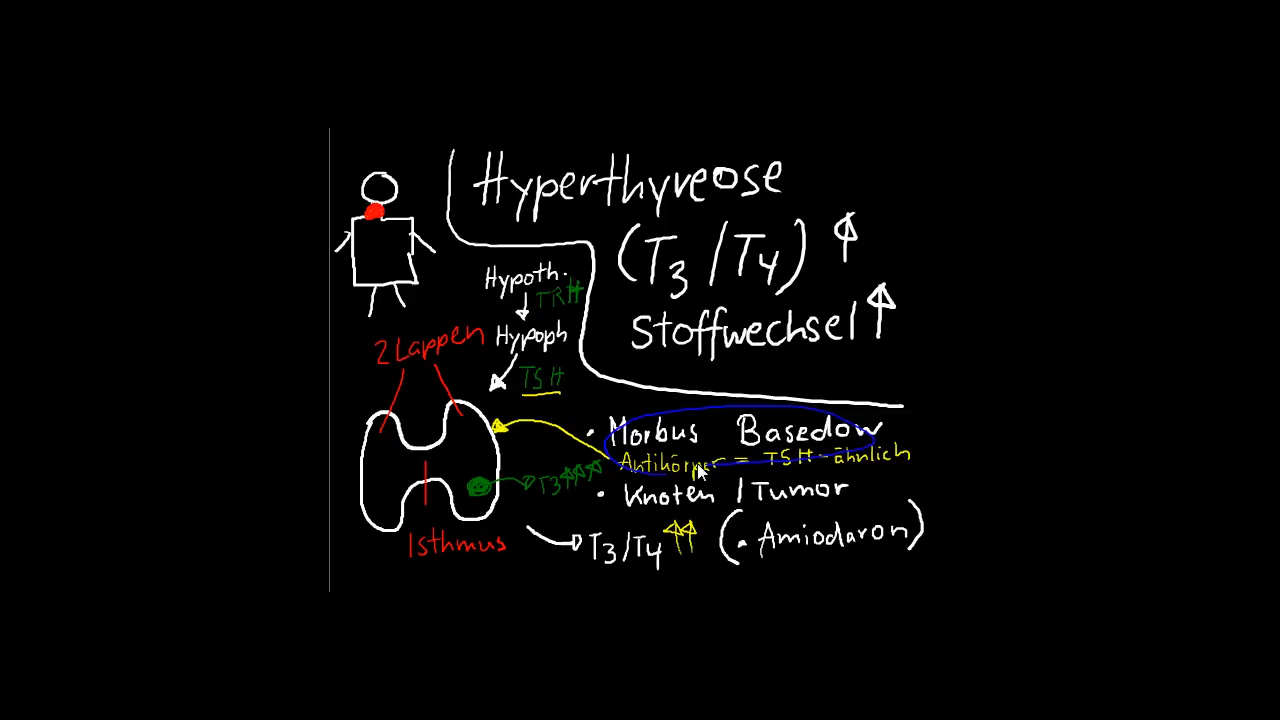 Hyperthyreose
(T3/T4)
Stoffwechsel
Hypoth.
TRH
Hypoph
TSH
2 Lappen
• Morbus Basedow
Antikörper = TSH-ähnlich
T3
• Knoten / Tumor
Isthmus
T3/T4
(• Amiodaron)